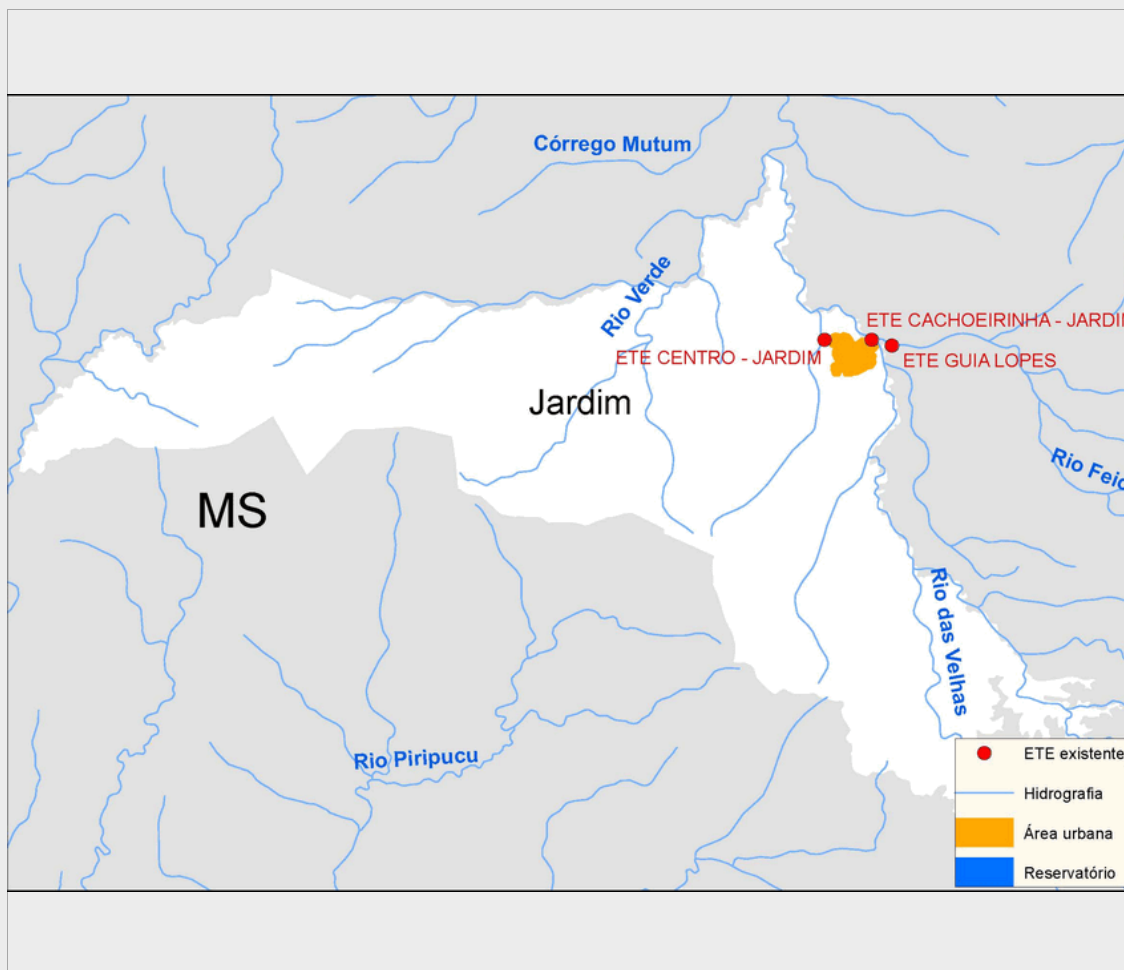 Córrego Mutum
Rio Verde
ETE CACHOEIRINHA - JARDI
ETE CENTRO - JARDIM
ETE GUIA LOPES
Jardim
Rio Feio
MS
Rio das Velhas
Rio Piripucu
ETE existente
Hidrografia
Área urbana
Reservatório